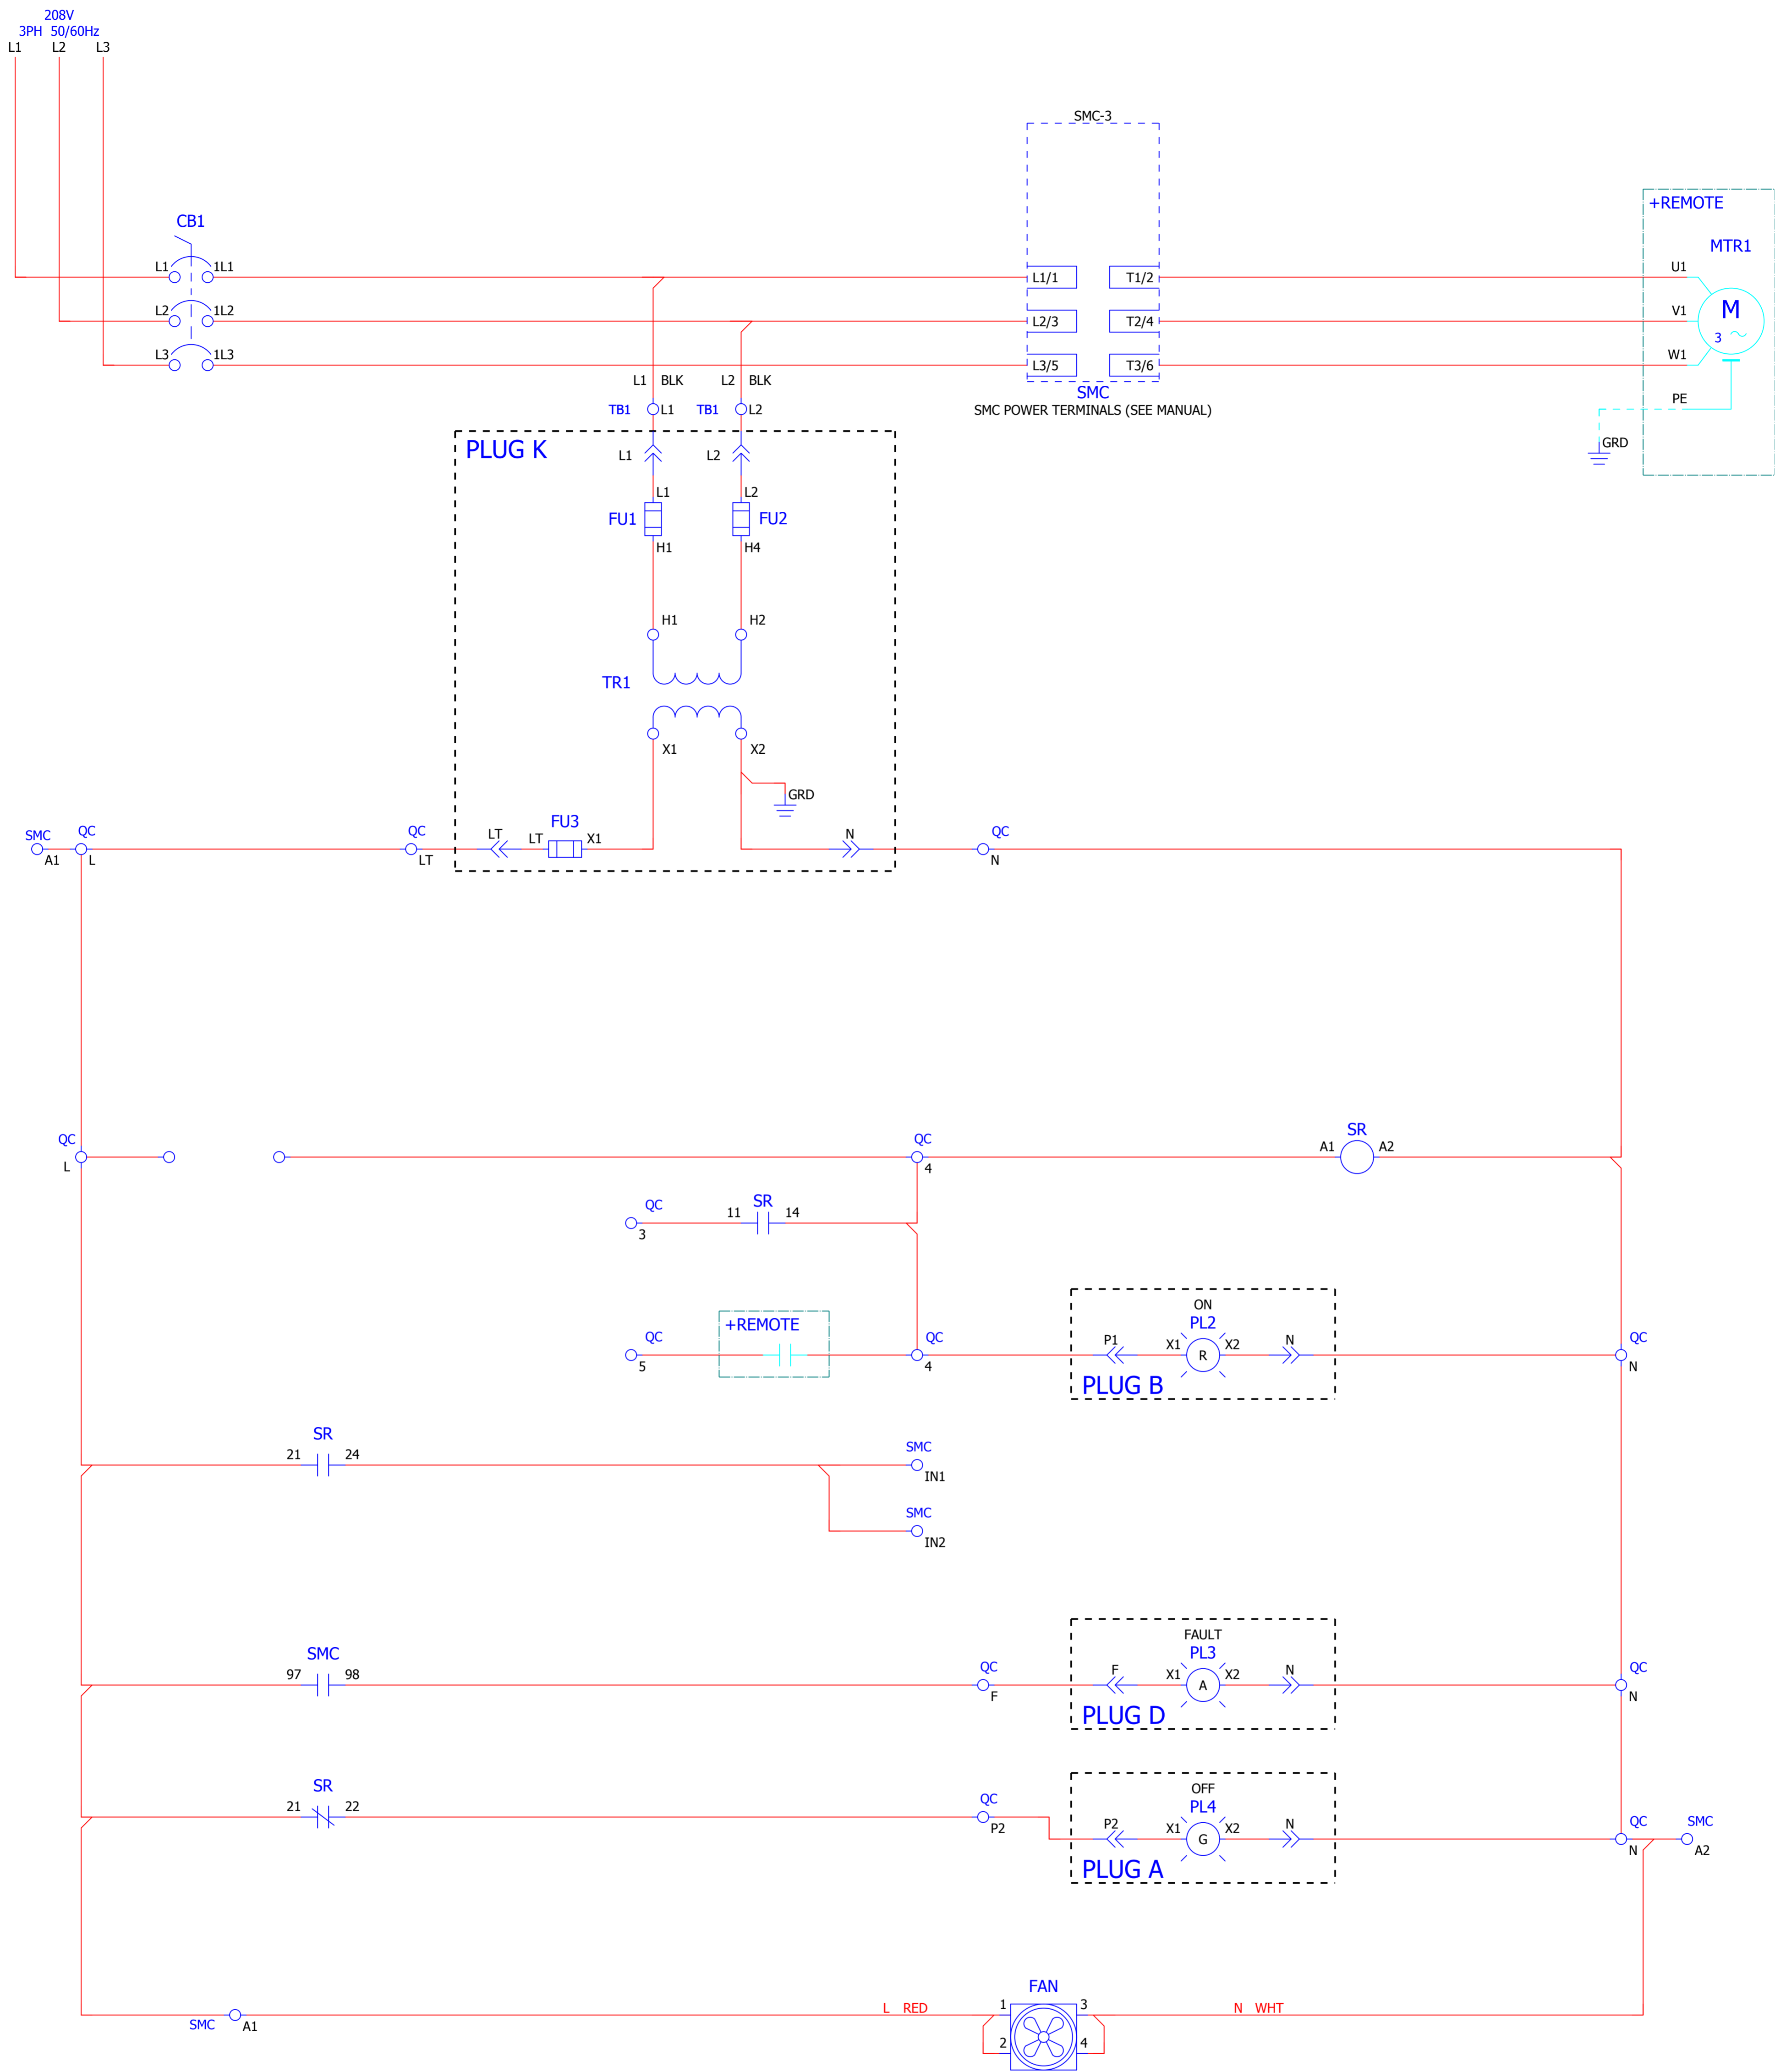 208V
3PH 50/60Hz
L1 L2 L3
SMC-3
+REMOTE
CB1
MTR1
L1 1L1
L1/1 T1/2
U1
L2 1L2
L2/3 T2/4
V1
M
3
L3 1L3
L3/5 T3/6
W1
L1 BLK L2 BLK
SMC
PE
TB1 L1 TB1 L2
SMC POWER TERMINALS (SEE MANUAL)
GRD
PLUG K
L1 L2
L1 L2
FU1 FU2
H1 H4
H1 H2
TR1
X1 X2
GRD
FU3
SMC QC QC LT LT X1 N QC
A1 L LT N
QC QC SR
A1 A2
L 4
QC SR
11 14
3
ON
+REMOTE PL2
QC QC P1 X1 X2 N QC
R
5 4 N
PLUG B
SR
21 24 SMC
IN1
SMC
IN2
FAULT
SMC PL3
97 98 QC F X1 X2 N QC
A
F N
PLUG D
SR OFF
21 22 QC PL4
P2 P2 X1 X2 N QC SMC
G
N A2
PLUG A
FAN
L RED 1 3 N WHT
SMC A1
2 4